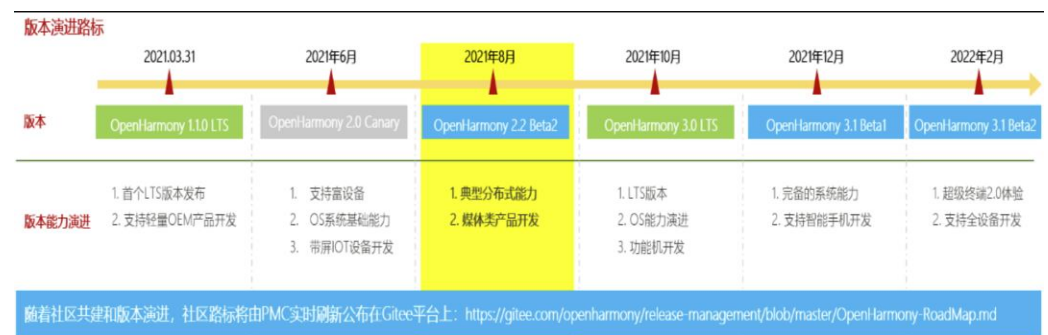 版本演进路标
2021.03.31 2021年6月 2021年8月 2021年10月 2021年12月 2022年2月
版本 OpenHarmony 1.1.0 LTS OpenHarmony 2.0 Canary OpenHarmony 2.2 Beta2 OpenHarmony 3.0 LTS OpenHarmony 3.1 Beta1 OpenHarmony 3.1 Beta2
版本能力演进
1. 首个LTS版本发布
2. 支持轻量OEM产品开发
1. 支持富设备
2. OS系统基础能力
3. 带屏IOT设备开发
1. 典型分布式能力
2. 媒体类产品开发
1. LTS版本
2. OS能力演进
3. 功能机开发
1. 完备的系统能力
2. 支持智能手机开发
1. 超级终端2.0体验
2. 支持全设备开发
随着社区共建和版本演进，社区路标将由PMC实时刷新公布在Gitee平台上：https://gitee.com/openharmony/release-management/blob/master/OpenHarmony-RoadMap.md